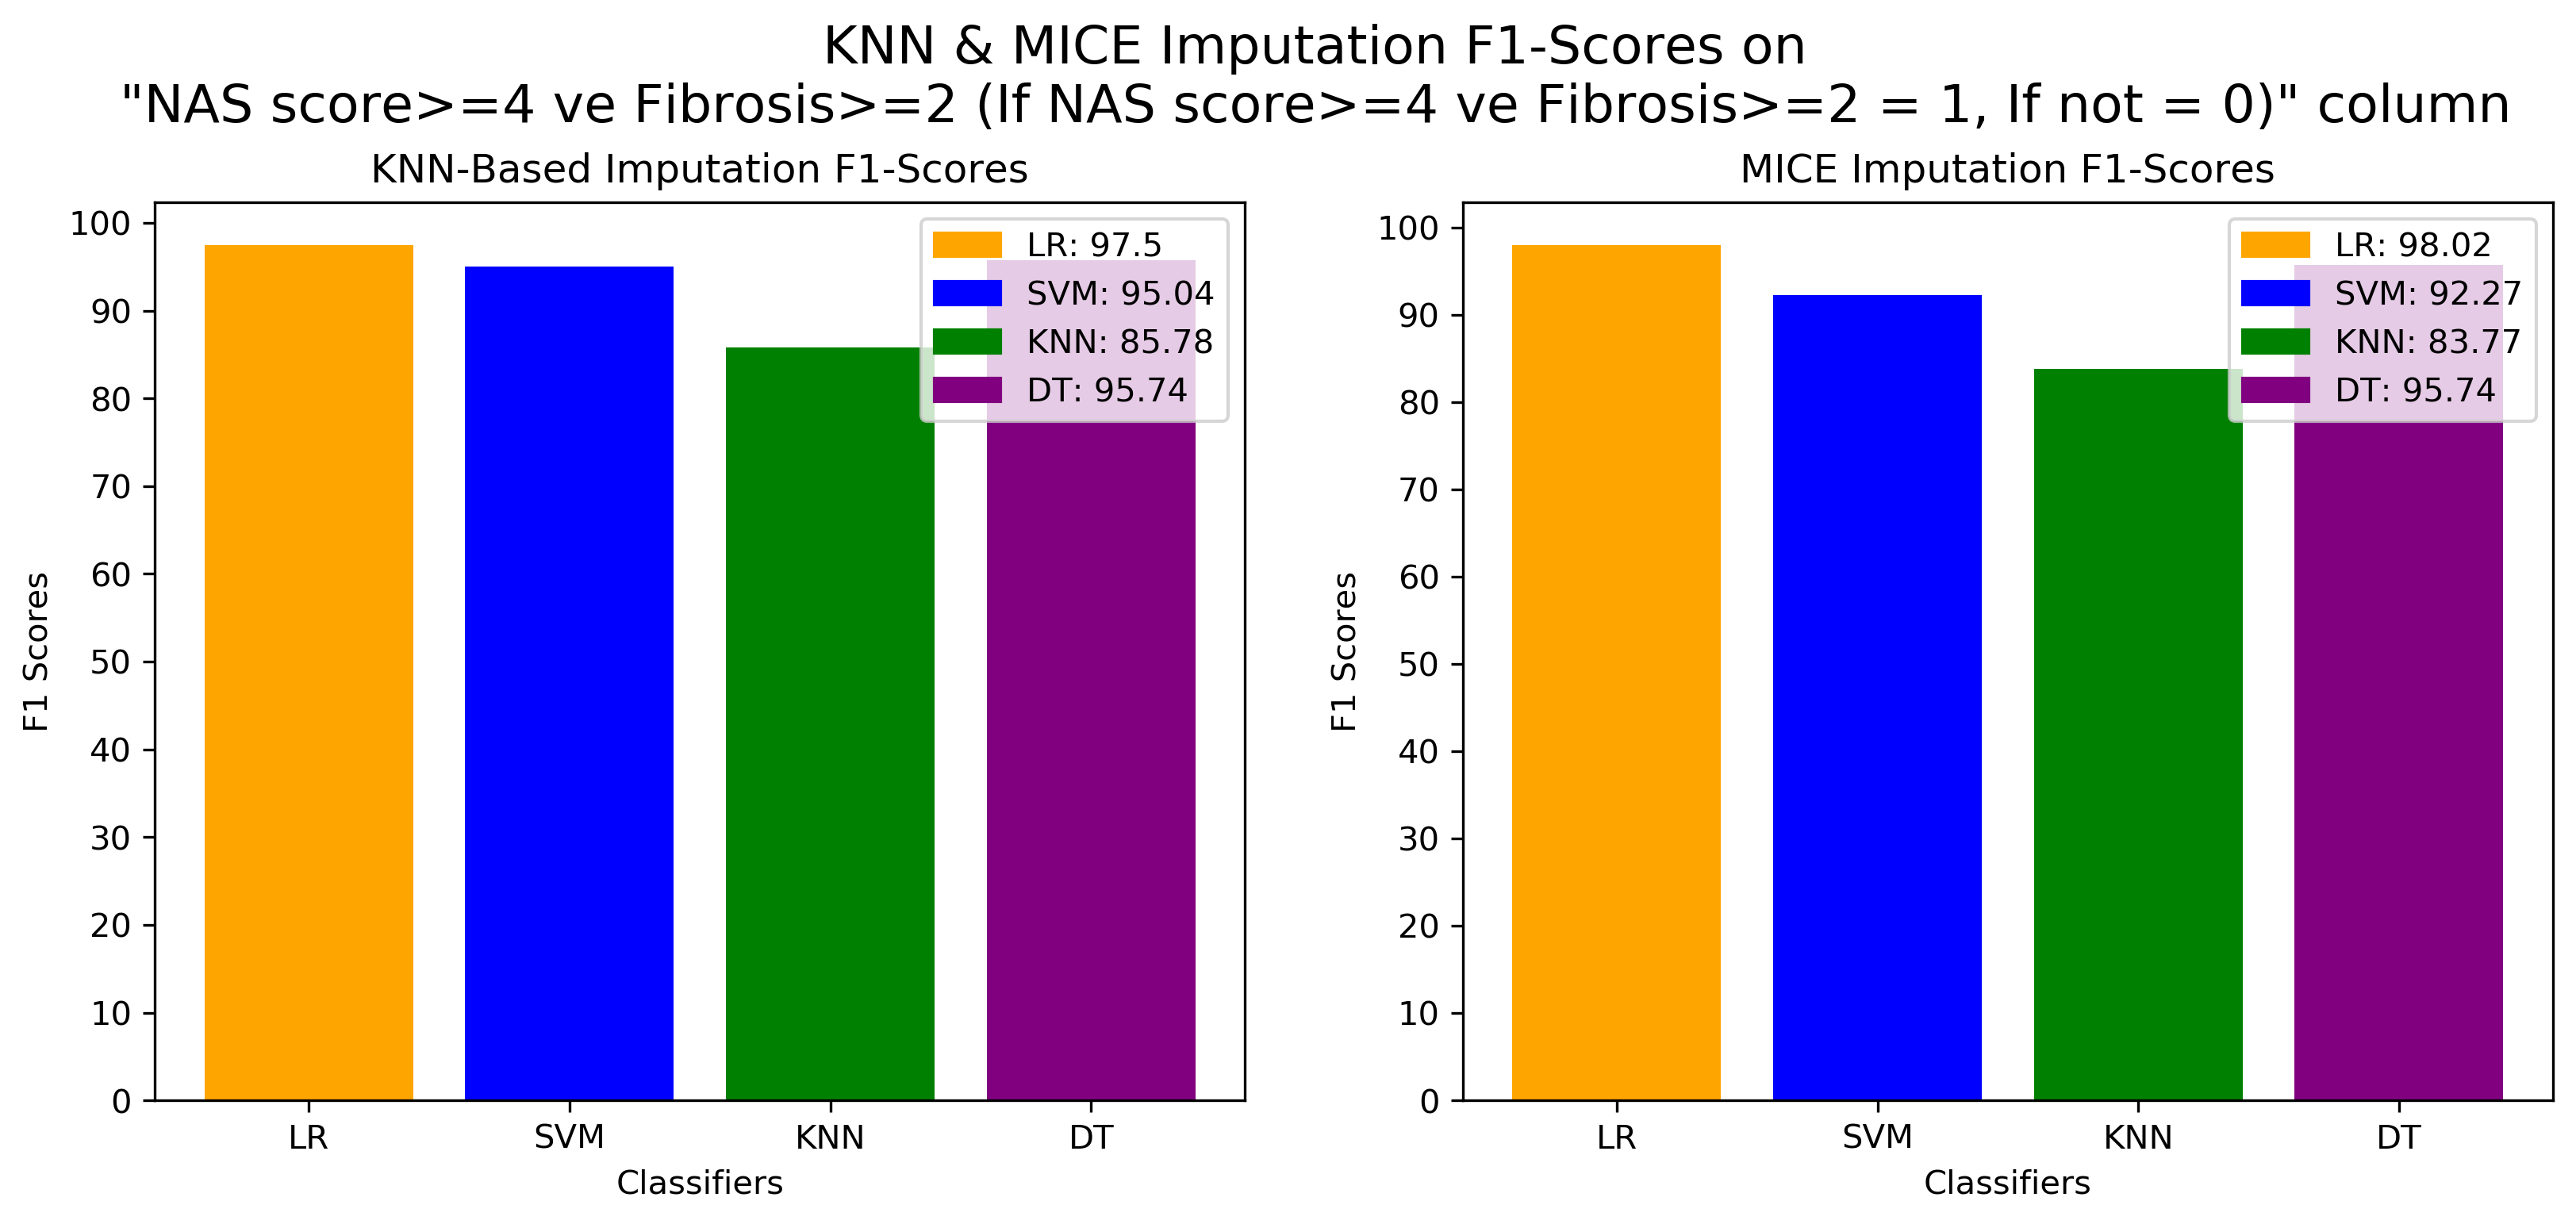 KNN & MICE Imputation F1-Scores on
"NAS score>=4 ve Fibrosis>=2 (If NAS score>=4 ve Fibrosis>=2 = 1, If not = 0)" column
KNN-Based Imputation F1-Scores
100
90
80
70
60
50
40
30
20
10
0
F1 Scores
LR: 97.5
SVM: 95.04
KNN: 85.78
DT: 95.74
LR SVM KNN DT
Classifiers
MICE Imputation F1-Scores
100
90
80
70
60
50
40
30
20
10
0
F1 Scores
LR: 98.02
SVM: 92.27
KNN: 83.77
DT: 95.74
LR SVM KNN DT
Classifiers